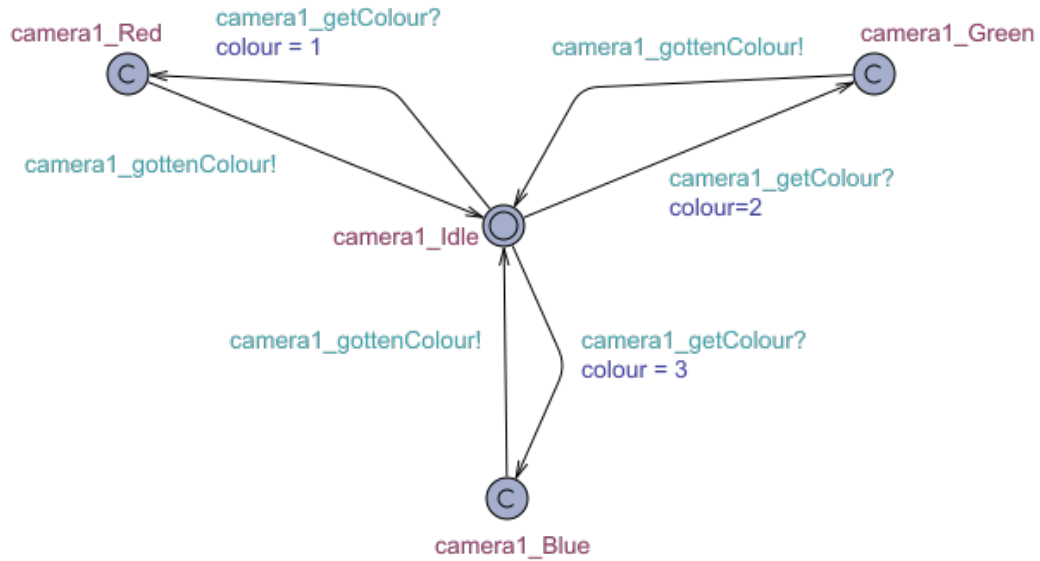 camera1_Red
camera1_getColour?
colour = 1
camera1_gottenColour!
camera1_Green
C
C
camera1_gottenColour!
camera1_getColour?
colour=2
camera1_Idle
camera1_gottenColour!
camera1_getColour?
colour = 3
C
camera1_Blue